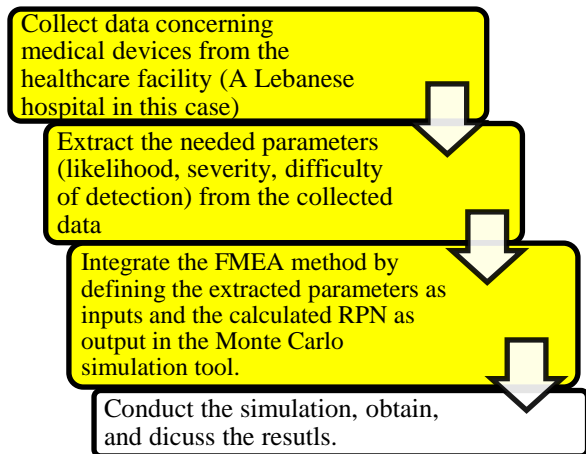 Collect data concerning
medical devices from the
healthcare facility (A Lebanese
hospital in this case)
Extract the needed parameters
(likelihood, severity, difficulty
of detection) from the collected
data
Integrate the FMEA method by
defining the extracted parameters as
inputs and the calculated RPN as
output in the Monte Carlo
simulation tool.
Conduct the simulation, obtain,
and dicuss the resutls.